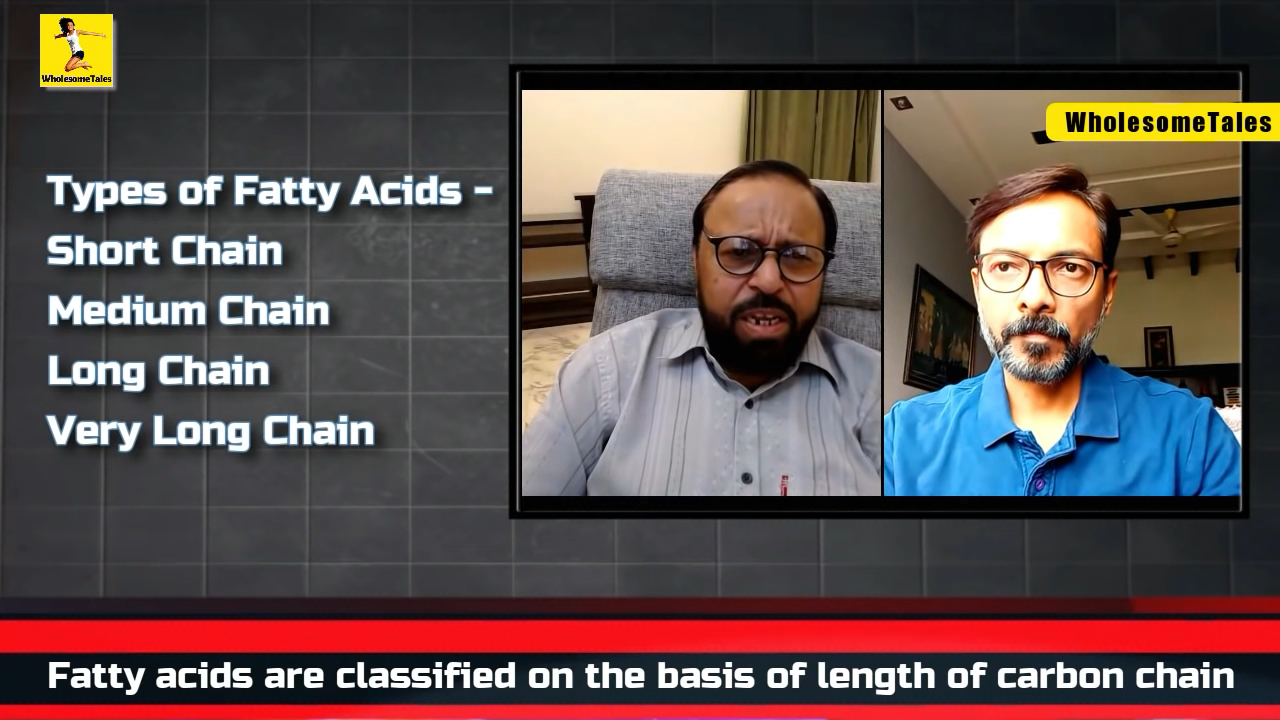 WholesomeTales
WholesomeTales
Types of Fatty Acids -
Short Chain
Medium Chain
Long Chain
Very Long Chain
Fatty acids are classified on the basis of length of carbon chain